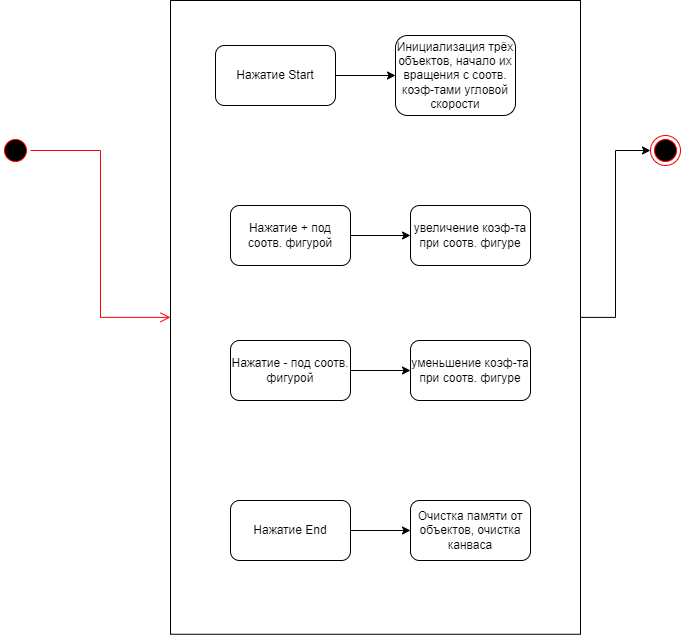 Нажатие Start
Инициализация трёх
объектов, начало их
вращения с соотв.
коэф-тами угловой
скорости
Нажатие + под
соотв. фигурой
увеличение коэф-та
при соотв. фигуре
Нажатие - под соотв.
фигурой
уменьшение коэф-та
при соотв. фигуре
Нажатие End
Очистка памяти от
объектов, очистка
канваса